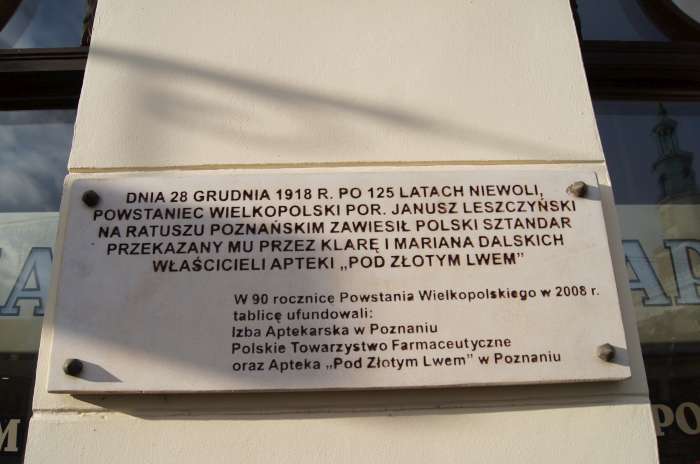 DNIA 28 GRUDNIA 1918 R. PO 125 LATACH NIEWOLI,
POWSTANIEC WIELKOPOLSKI POR. JANUSZ LESZCZYŃSKI
NA RATUSZU POZNAŃSKIM ZAWIESIŁ POLSKI SZTANDAR
PRZEKAZANY MU PRZEZ KLARĘ I MARIANA DALSKICH
WŁAŚCICIELI APTEKI „POD ZŁOTYM LWEM”
W 90 rocznicę Powstania Wielkopolskiego w 2008 r.
tablicę ufundowali:
Izba Aptekarska w Poznaniu
Polskie Towarzystwo Farmaceutyczne
oraz Apteka „Pod Złotym Lwem” w Poznaniu